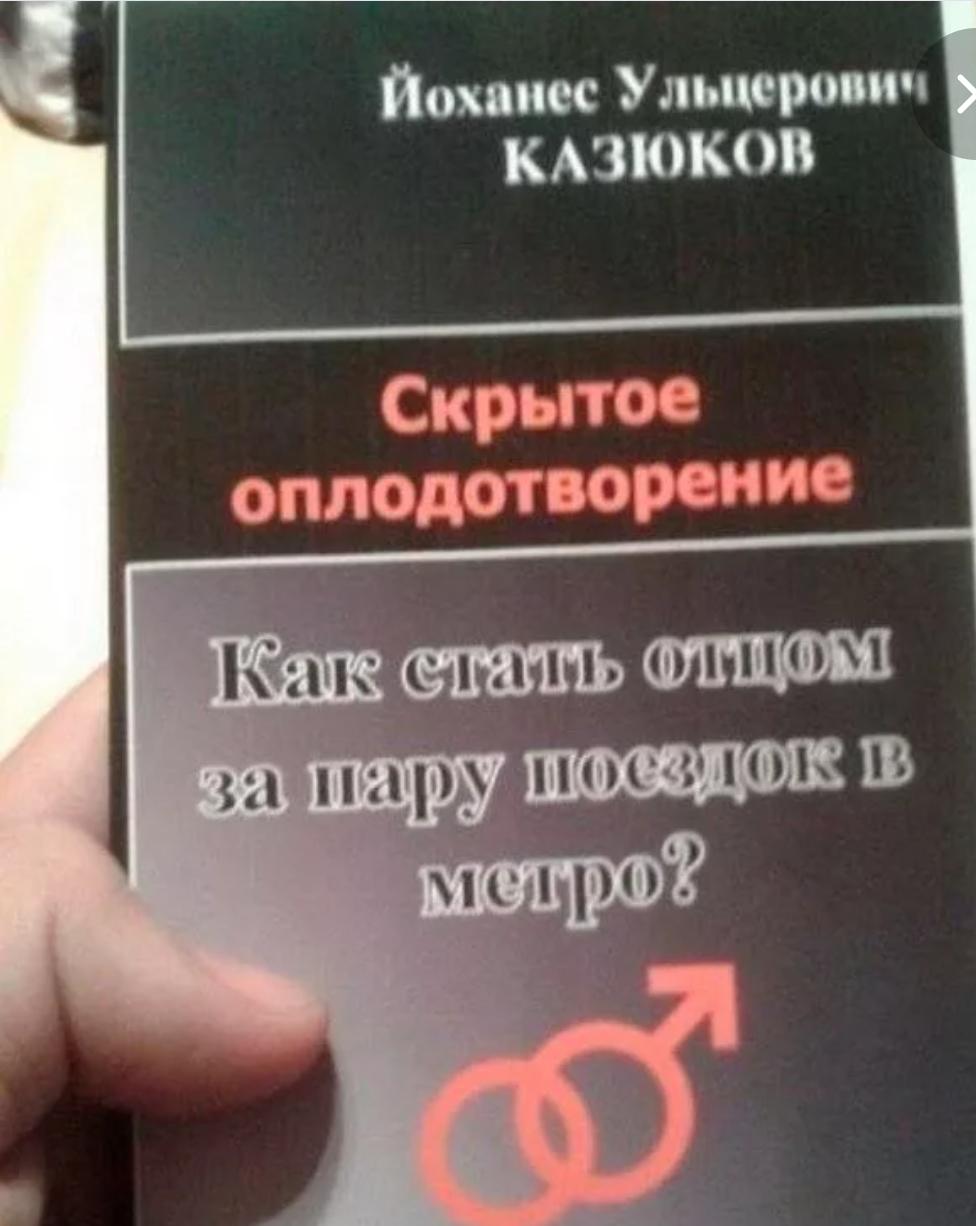 Йоханес Ульцерович
КАЗЮКОВ
Скрытое
оплодотворение
Как стать отцом
за пару поездок в
метро?